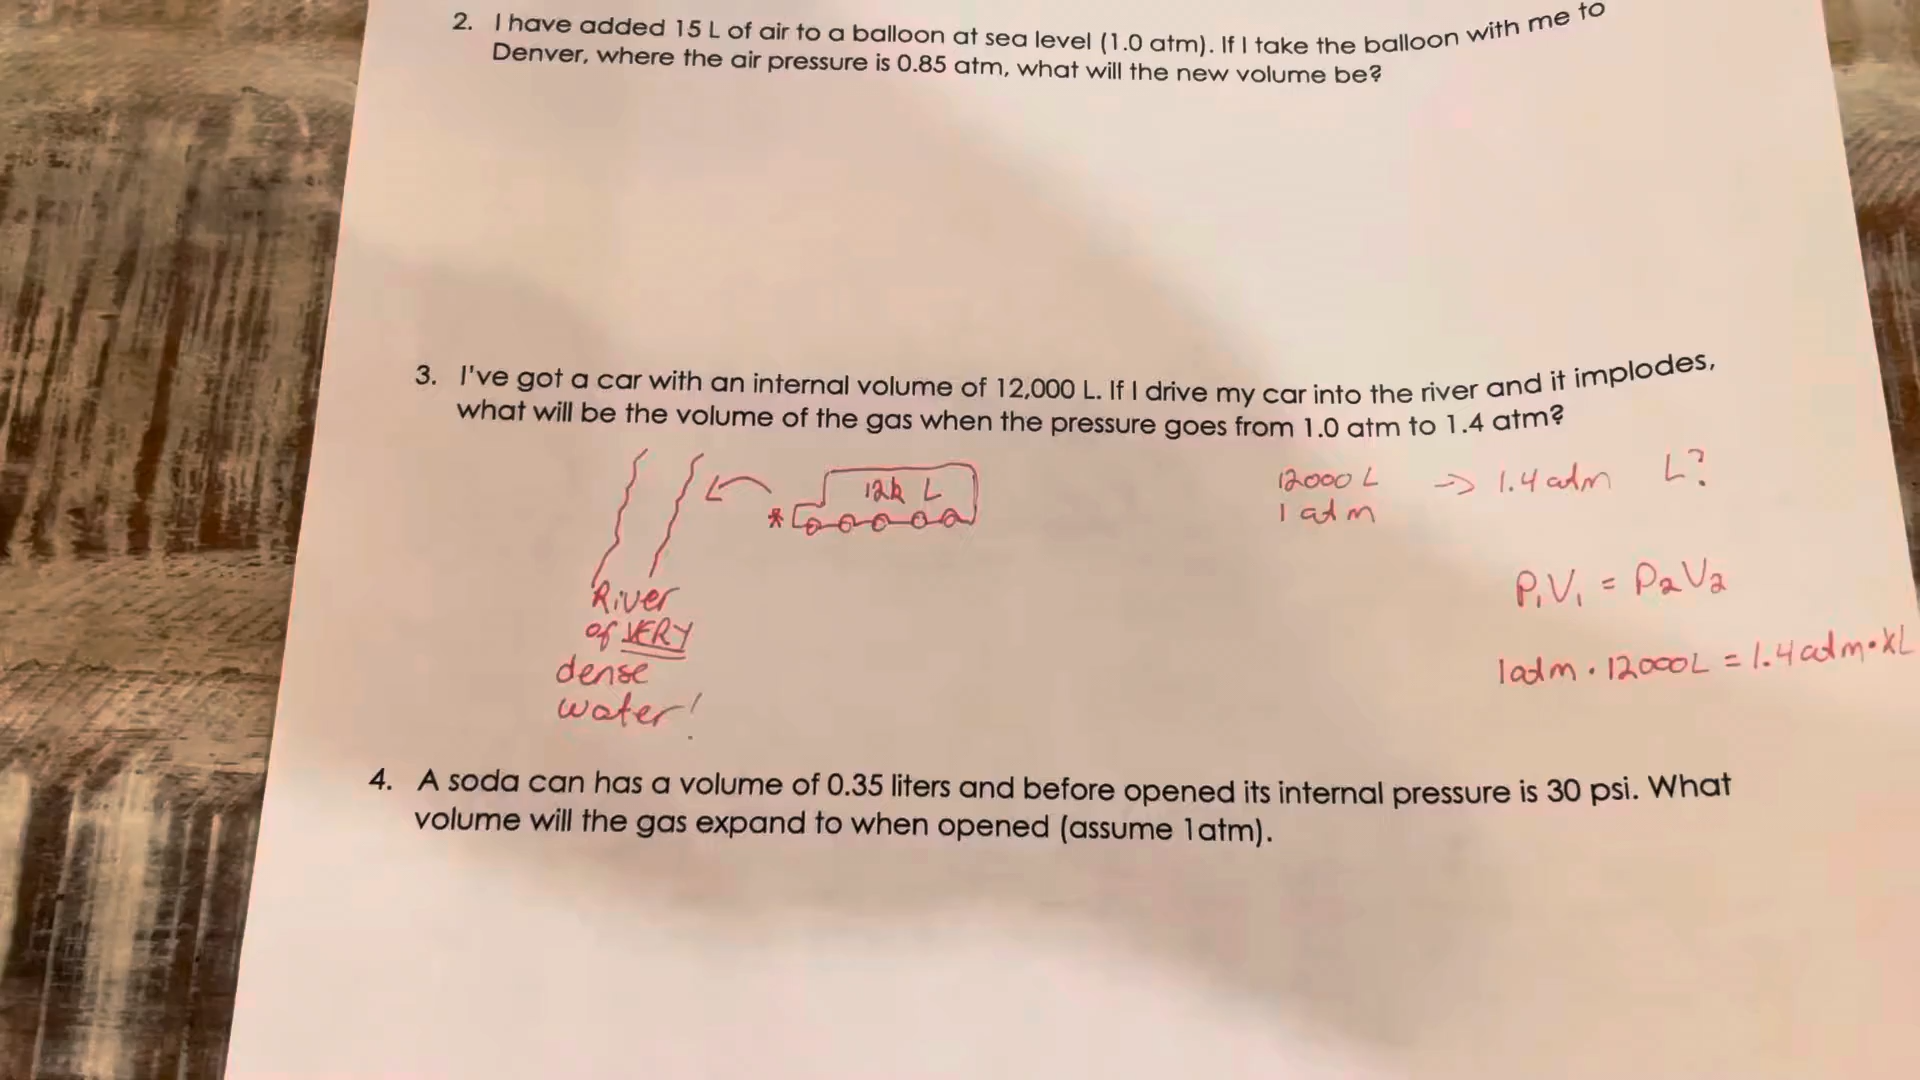 2. I have added 15 L of air to a balloon at sea level (1.0 atm). If I take the balloon with me to
Denver, where the air pressure is 0.85 atm, what will the new volume be?
3. I've got a car with an internal volume of 12,000 L. If I drive my car into the river and it implodes,
what will be the volume of the gas when the pressure goes from 1.0 atm to 1.4 atm?
12k L
12000 L → 1.4 atm L?
1 atm
River
of VERY
dense
water!
P₁V₁ = P₂V₂
1atm · 12000L = 1.4 atm · XL
4. A soda can has a volume of 0.35 liters and before opened its internal pressure is 30 psi. What
volume will the gas expand to when opened (assume 1atm).